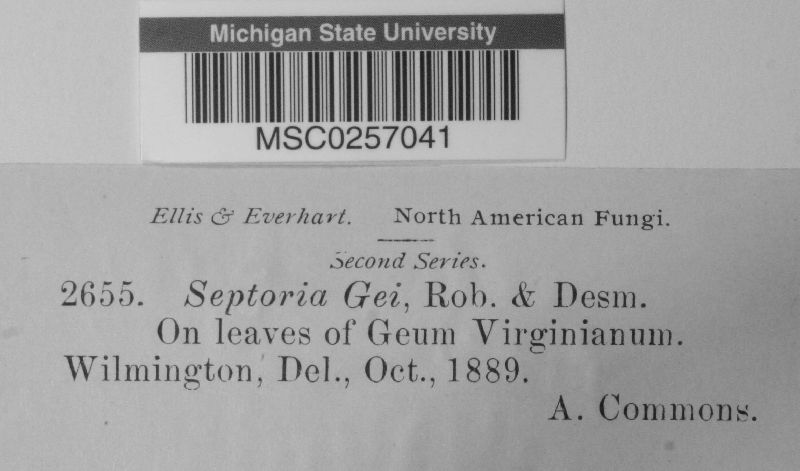 Michigan State University
MSC0257041
Ellis & Everhart. North American Fungi.
Second Series.
2655. Septoria Gei, Rob. & Desm.
On leaves of Geum Virginianum.
Wilmington, Del., Oct., 1889.
A. Commons.